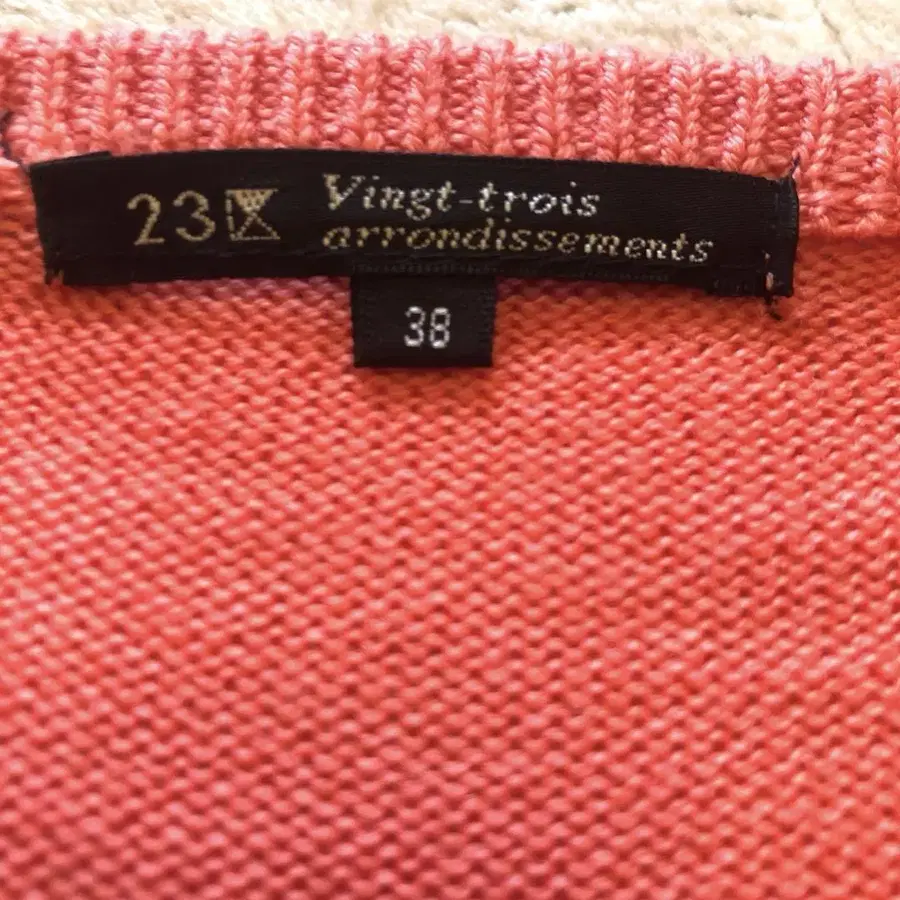 23
Vingt-trois
arrondissements
38